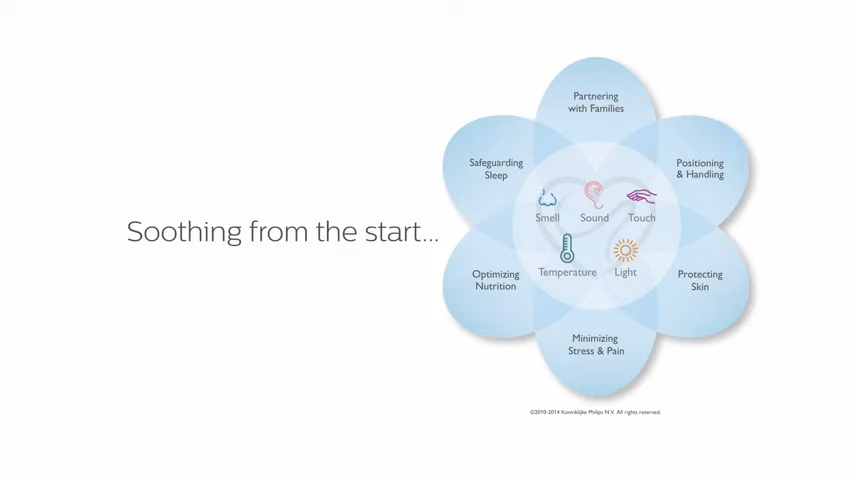 Soothing from the start...
Partnering
with Families
Safeguarding
Sleep
Positioning
& Handling
Smell
Sound
Touch
Temperature
Light
Optimizing
Nutrition
Protecting
Skin
Minimizing
Stress & Pain
©2010-2014 Koninklijke Philips N.V. All rights reserved.